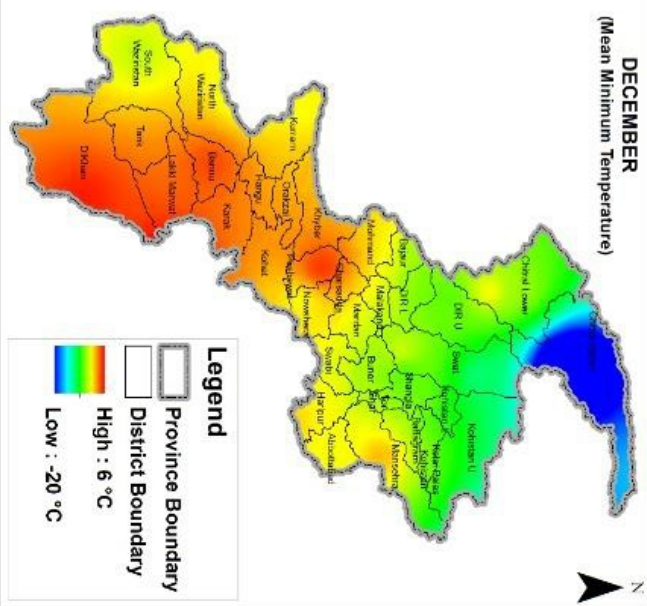 DECEMBER
(Mean Minimum Temperature)
N
Chitral Lower
Kohistan U
DIR U
Swat
DIR L
Bajaur
Mohmand
Malakand
Shangla
Buner
Mansehra
Mardan
Charsadda
Swabi
Haripur
Abbottabad
Nowshera
Peshawar
Khyber
Kurram
Orakzai
Hangu
Kohat
Karak
North
Waziristan
Bannu
Lakki Marwat
South
Waziristan
Tank
D.I.Khan
Legend
Province Boundary
District Boundary
High : 6 °C
Low : -20 °C